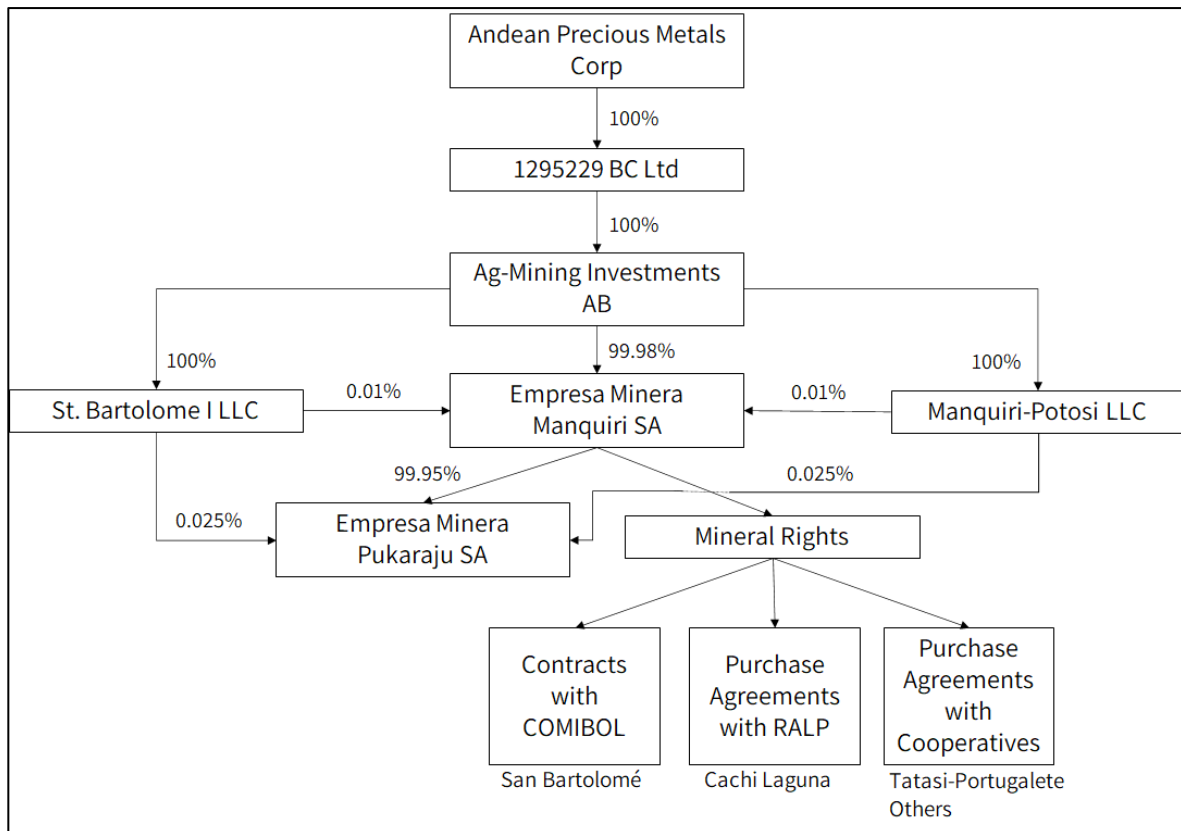 Andean Precious Metals
Corp
100%
1295229 BC Ltd
100%
Ag-Mining Investments
AB
100%
99.98%
100%
St. Bartolome I LLC
0.01%
Empresa Minera
Manquiri SA
0.01%
Manquiri-Potosi LLC
99.95%
0.025%
0.025%
Empresa Minera
Pukaraju SA
Mineral Rights
Contracts
with
COMIBOL
Purchase
Agreements
with RALP
Purchase
Agreements
with
Cooperatives
San Bartolomé
Cachi Laguna
Tatasi-Portugalete
Others